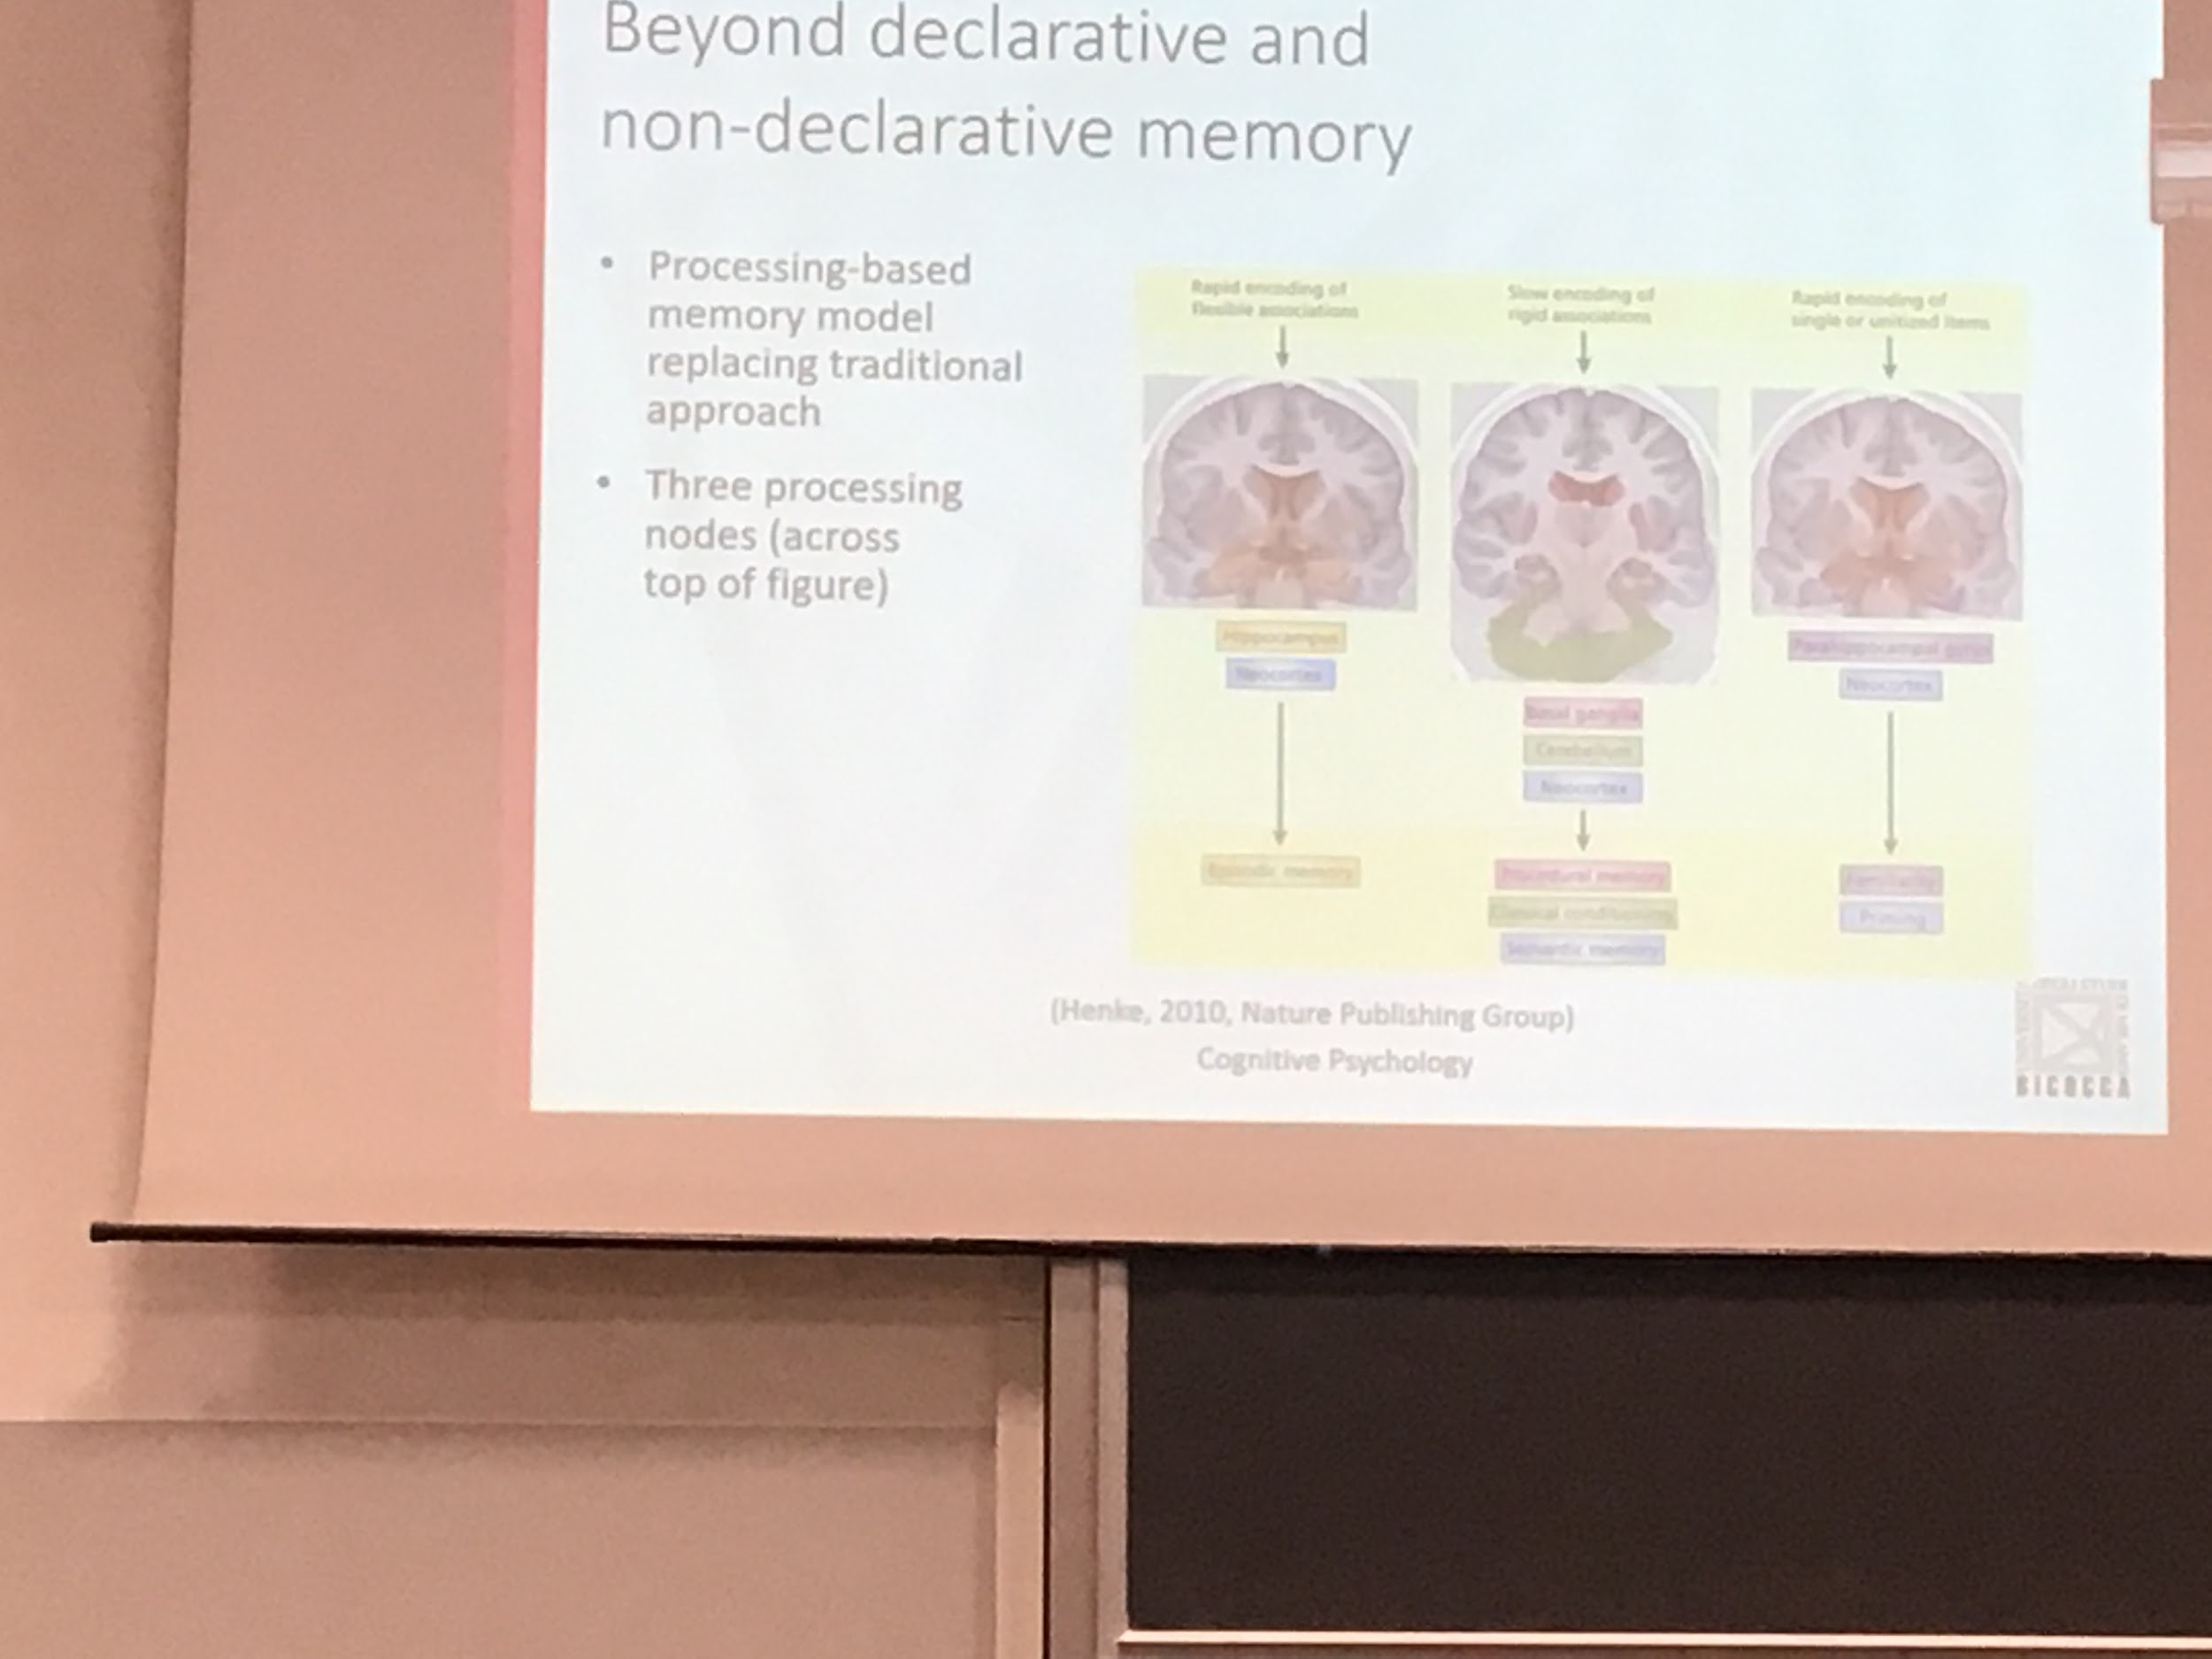 Beyond declarative and
non-declarative memory
• Processing-based
memory model
replacing traditional
approach
• Three processing
nodes (across
top of figure)
Rapid encoding of
flexible associations
Slow encoding of
rigid associations
Rapid encoding of
single or unitized items
Hippocampus
Neocortex
Basal ganglia
Cerebellum
Neocortex
Parahippocampal gyrus
Neocortex
Episodic memory
Procedural memory
Classical conditioning
Semantic memory
Familiarity
Priming
(Henke, 2010, Nature Publishing Group)
Cognitive Psychology
BICOCCA